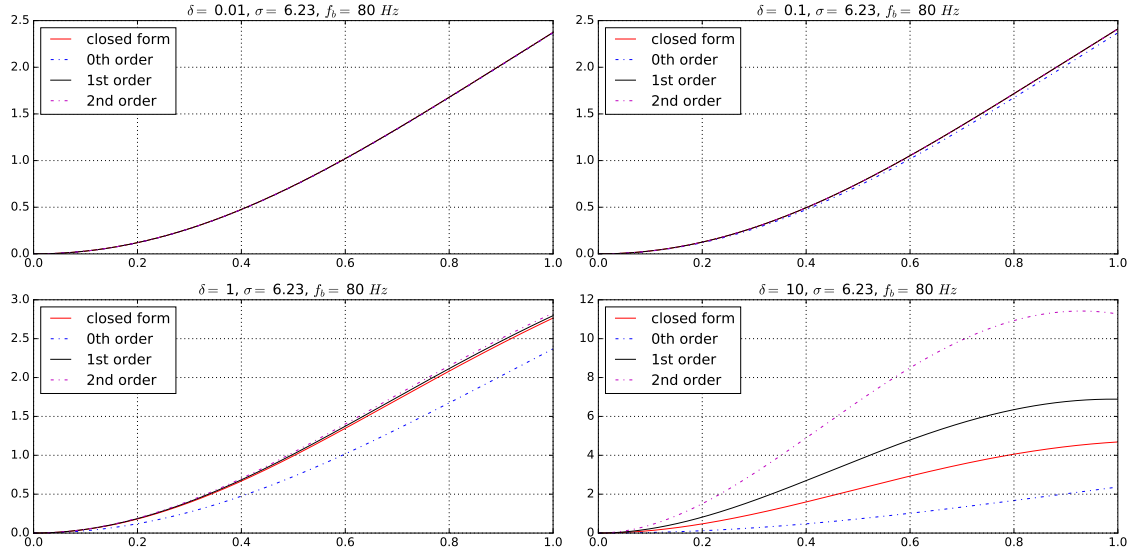 δ = 0.01, σ = 6.23, f_b = 80 Hz
closed form
0th order
1st order
2nd order
2.5
2.0
1.5
1.0
0.5
0.0
0.0 0.2 0.4 0.6 0.8 1.0
δ = 0.1, σ = 6.23, f_b = 80 Hz
closed form
0th order
1st order
2nd order
2.5
2.0
1.5
1.0
0.5
0.0
0.0 0.2 0.4 0.6 0.8 1.0
δ = 1, σ = 6.23, f_b = 80 Hz
closed form
0th order
1st order
2nd order
3.0
2.5
2.0
1.5
1.0
0.5
0.0
0.0 0.2 0.4 0.6 0.8 1.0
δ = 10, σ = 6.23, f_b = 80 Hz
closed form
0th order
1st order
2nd order
12
10
8
6
4
2
0
0.0 0.2 0.4 0.6 0.8 1.0